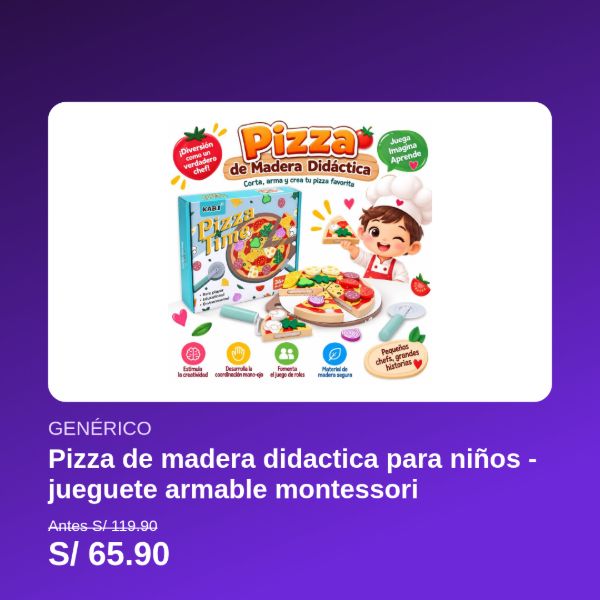 ¡Diversión
como un
verdadero
chef!
Pizza
de Madera Didáctica
Corta, arma y crea tu pizza favorita
Juega
Imagina
Aprende
KABI
Pizza
Time
Estimula
la creatividad
Desarrolla la
coordinación mano-ojo
Fomenta
el juego de roles
Material de
madera segura
Pequeños
chefs, grandes
historias
GENÉRICO
Pizza de madera didactica para niños -
jueguete armable montessori
Antes S/ 119.90
S/ 65.90